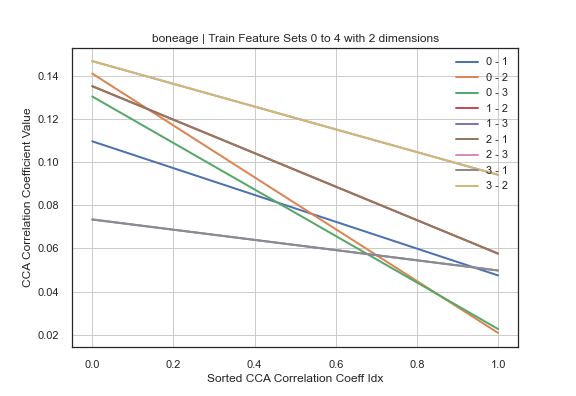 boneage | Train Feature Sets 0 to 4 with 2 dimensions
CCA Correlation Coefficient Value
0.14
0.12
0.10
0.08
0.06
0.04
0.02
0 - 1
0 - 2
0 - 3
1 - 2
1 - 3
2 - 1
2 - 3
3 - 1
3 - 2
0.0 0.2 0.4 0.6 0.8 1.0
Sorted CCA Correlation Coeff Idx